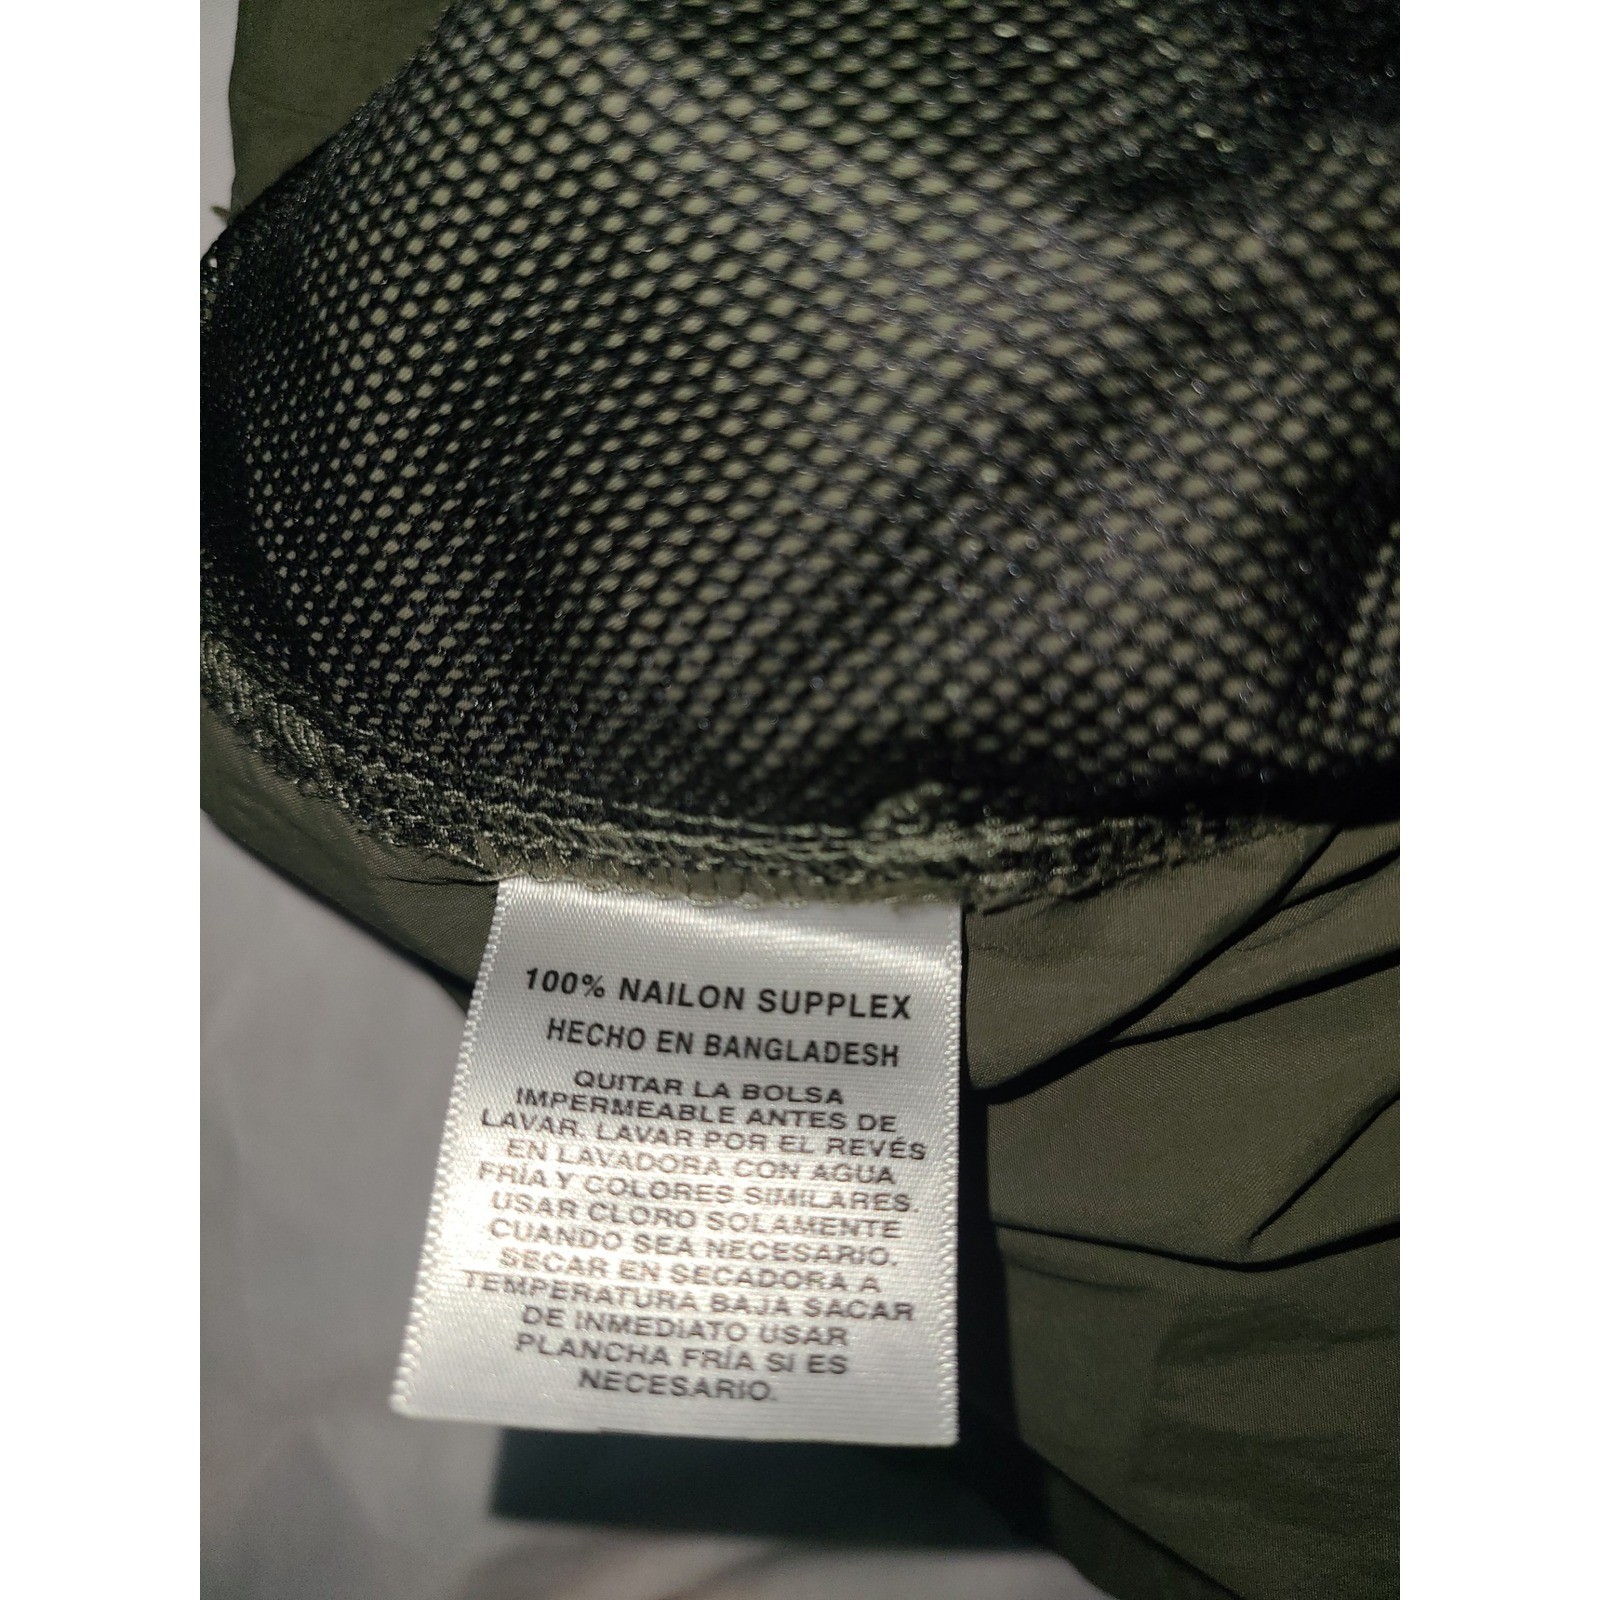 100% NAILON SUPPLEX
HECHO EN BANGLADESH
QUITAR LA BOLSA
IMPERMEABLE ANTES DE
LAVAR. LAVAR POR EL REVÉS
EN LAVADORA CON AGUA
FRÍA Y COLORES SIMILARES.
USAR CLORO SOLAMENTE
CUANDO SEA NECESARIO.
SECAR EN SECADORA A
TEMPERATURA BAJA SACAR
DE INMEDIATO USAR
PLANCHA FRÍA SI ES
NECESARIO.